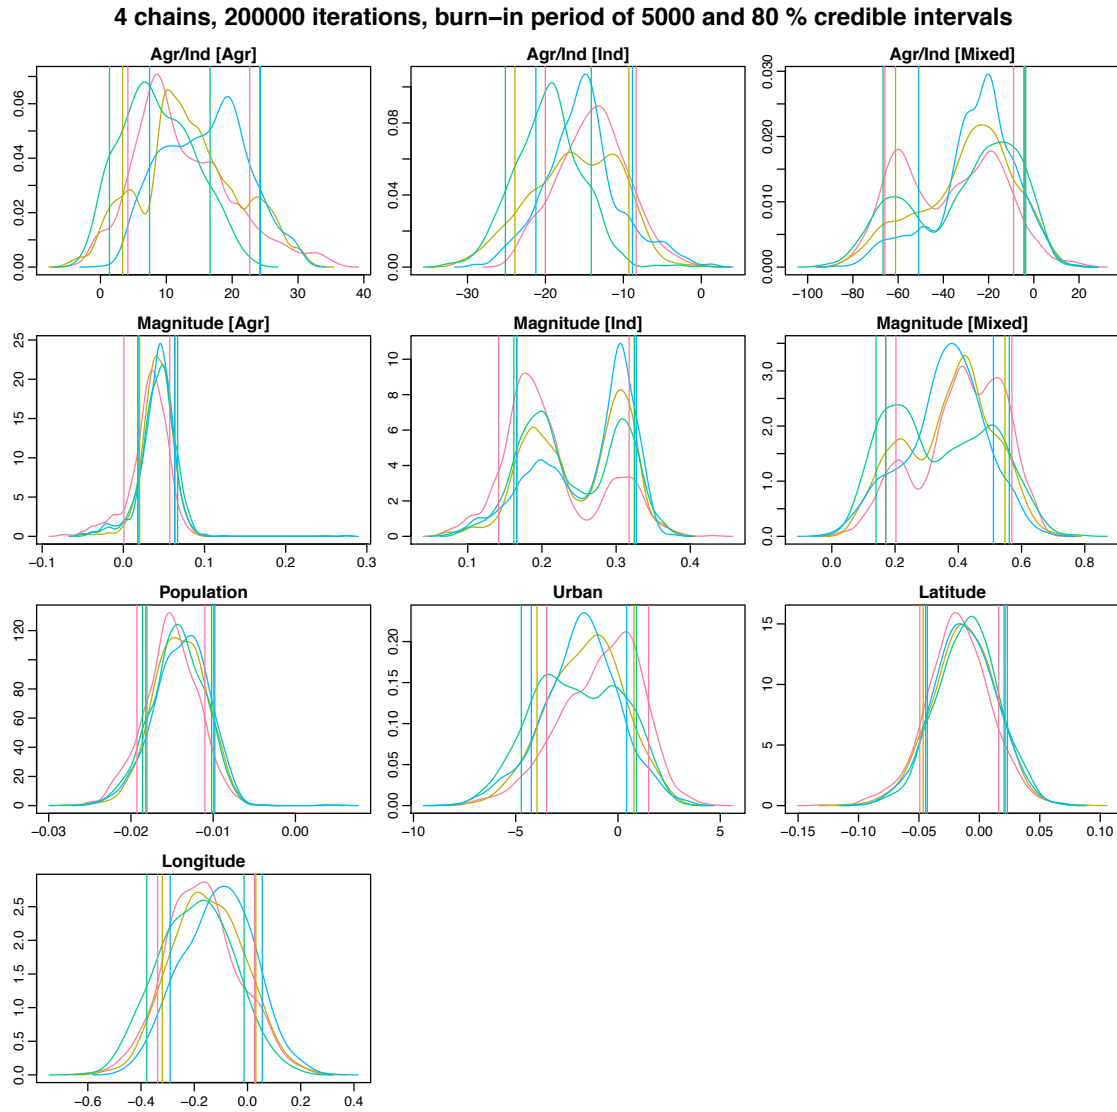 4 chains, 200000 iterations, burn−in period of 5000 and 80 % credible intervals
Agr/Ind [Agr]
0.00 0.02 0.04 0.06
0 10 20 30 40
Agr/Ind [Ind]
0.00 0.04 0.08
−30 −20 −10 0
Agr/Ind [Mixed]
0.000 0.010 0.020 0.030
−100 −80 −60 −40 −20 0 20
Magnitude [Agr]
0 5 10 15 20 25
−0.1 0.0 0.1 0.2 0.3
Magnitude [Ind]
0 2 4 6 8 10
0.1 0.2 0.3 0.4
Magnitude [Mixed]
0.0 1.0 2.0 3.0
0.0 0.2 0.4 0.6 0.8
Population
0 20 40 60 80 120
−0.03 −0.02 −0.01 0.00
Urban
0.00 0.05 0.10 0.15 0.20
−10 −5 0 5
Latitude
0 5 10 15
−0.15 −0.10 −0.05 0.00 0.05 0.10
Longitude
0.0 0.5 1.0 1.5 2.0 2.5
−0.6 −0.4 −0.2 0.0 0.2 0.4